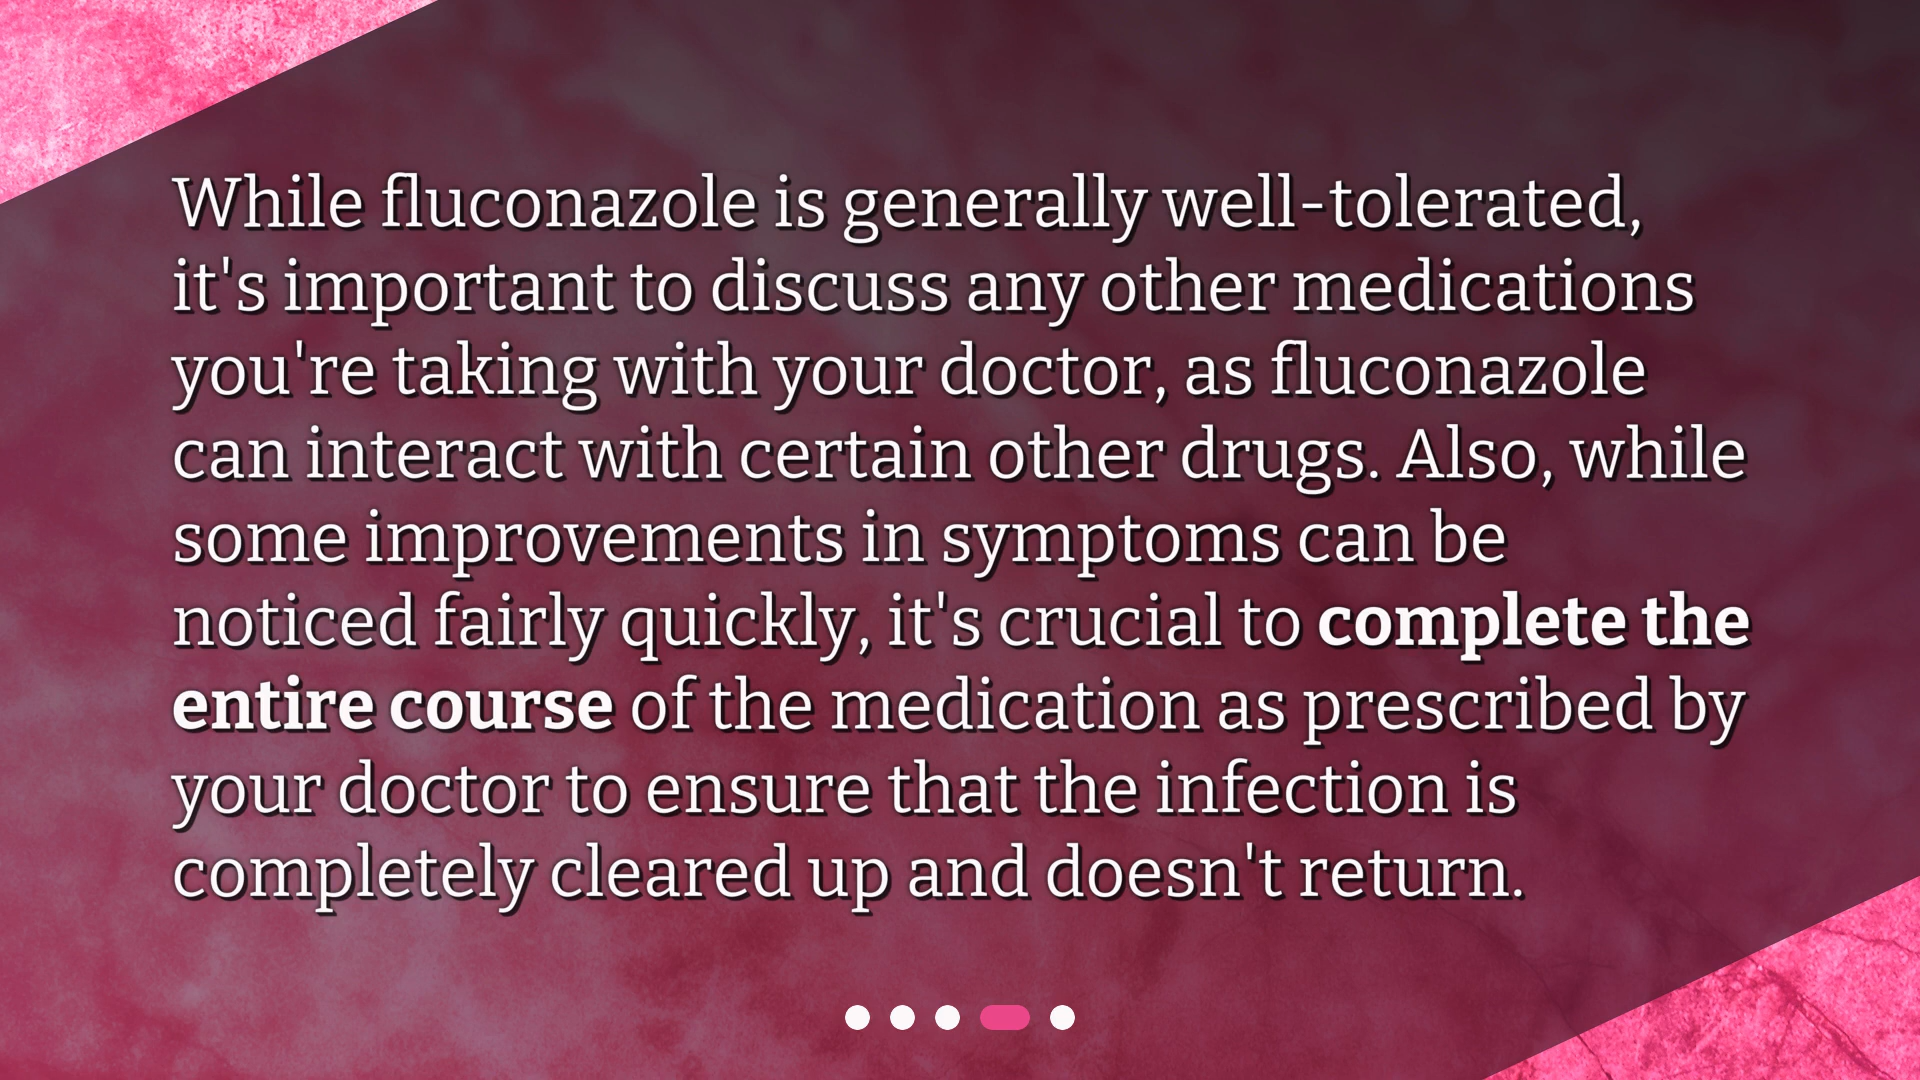 While fluconazole is generally well-tolerated,
it's important to discuss any other medications
you're taking with your doctor, as fluconazole
can interact with certain other drugs. Also, while
some improvements in symptoms can be
noticed fairly quickly, it's crucial to complete the
entire course of the medication as prescribed by
your doctor to ensure that the infection is
completely cleared up and doesn't return.